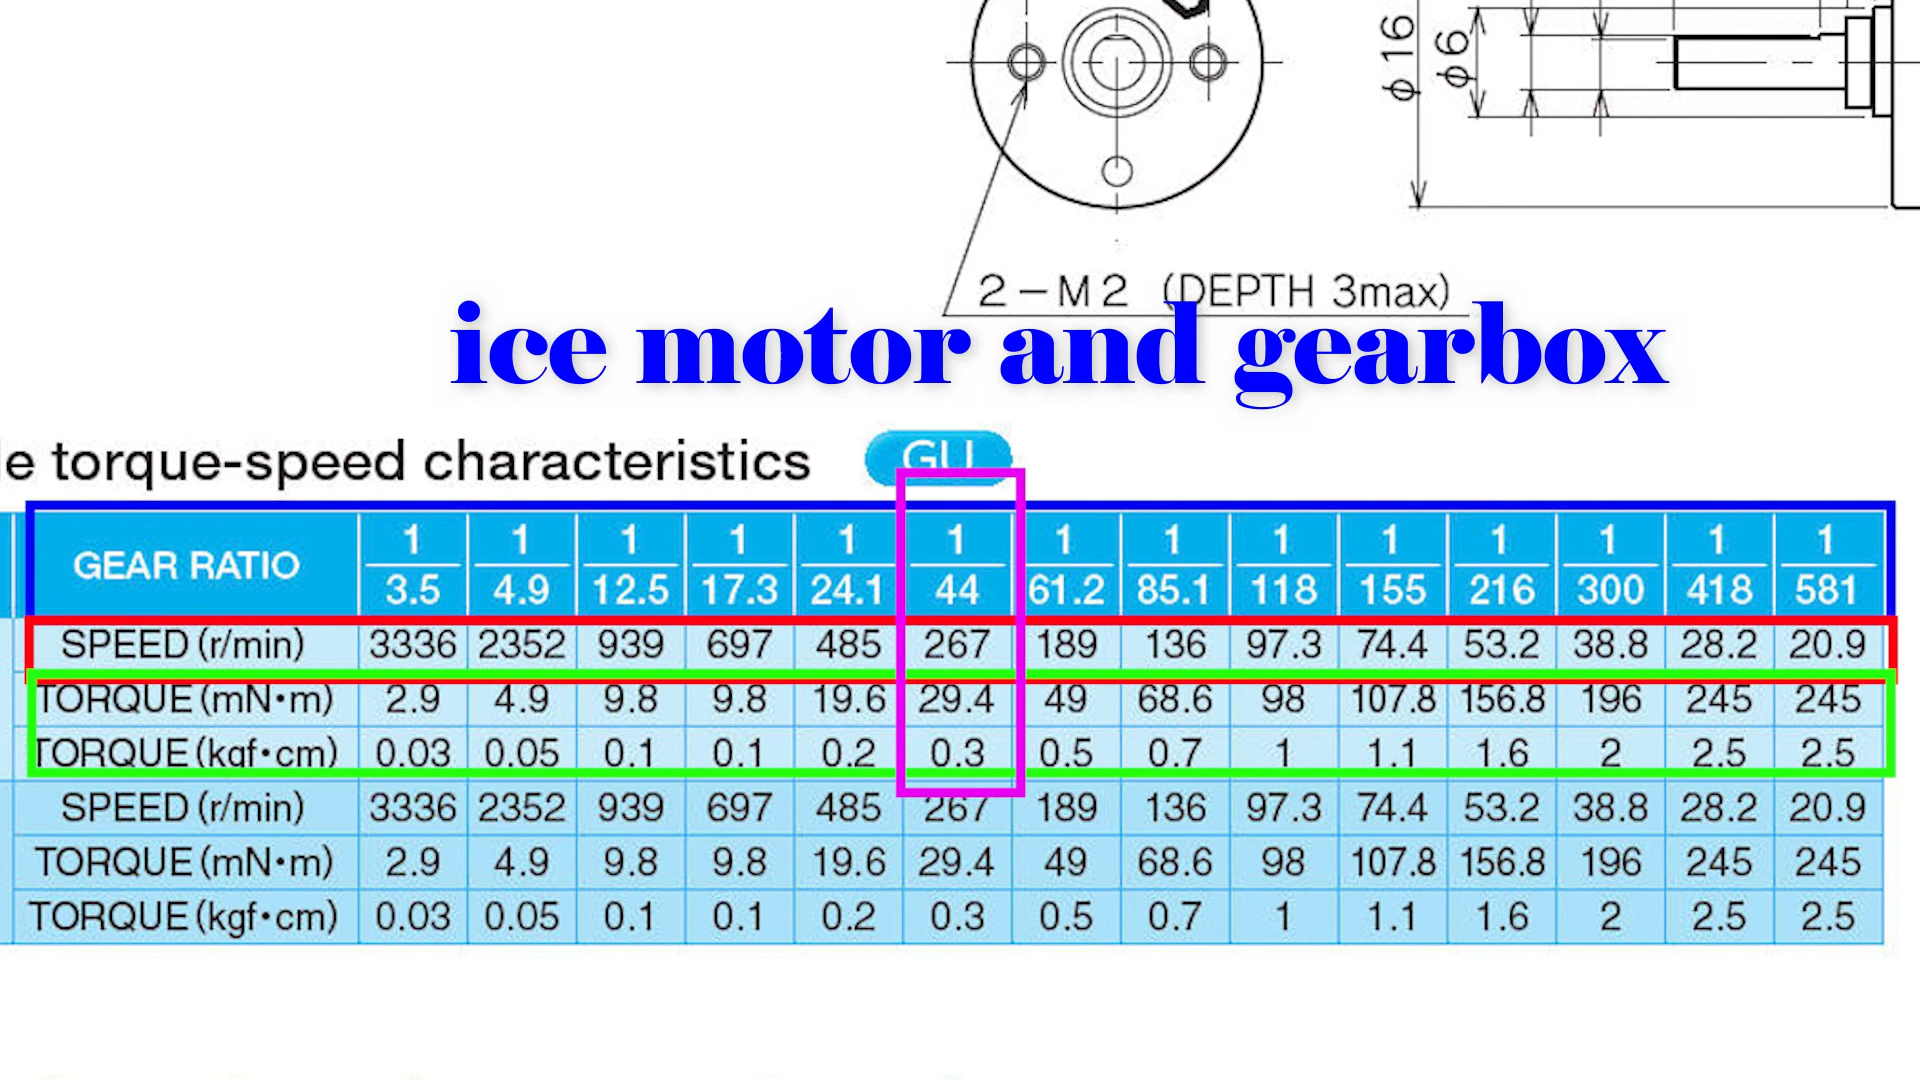 φ16
φ6
2-M2 (DEPTH 3max)
ice motor and gearbox
e torque-speed characteristics GU
GEAR RATIO 1/3.5 1/4.9 1/12.5 1/17.3 1/24.1 1/44 1/61.2 1/85.1 1/118 1/155 1/216 1/300 1/418 1/581
SPEED (r/min) 3336 2352 939 697 485 267 189 136 97.3 74.4 53.2 38.8 28.2 20.9
TORQUE (mN•m) 2.9 4.9 9.8 9.8 19.6 29.4 49 68.6 98 107.8 156.8 196 245 245
TORQUE (kgf•cm) 0.03 0.05 0.1 0.1 0.2 0.3 0.5 0.7 1 1.1 1.6 2 2.5 2.5
SPEED (r/min) 3336 2352 939 697 485 267 189 136 97.3 74.4 53.2 38.8 28.2 20.9
TORQUE (mN•m) 2.9 4.9 9.8 9.8 19.6 29.4 49 68.6 98 107.8 156.8 196 245 245
TORQUE (kgf•cm) 0.03 0.05 0.1 0.1 0.2 0.3 0.5 0.7 1 1.1 1.6 2 2.5 2.5